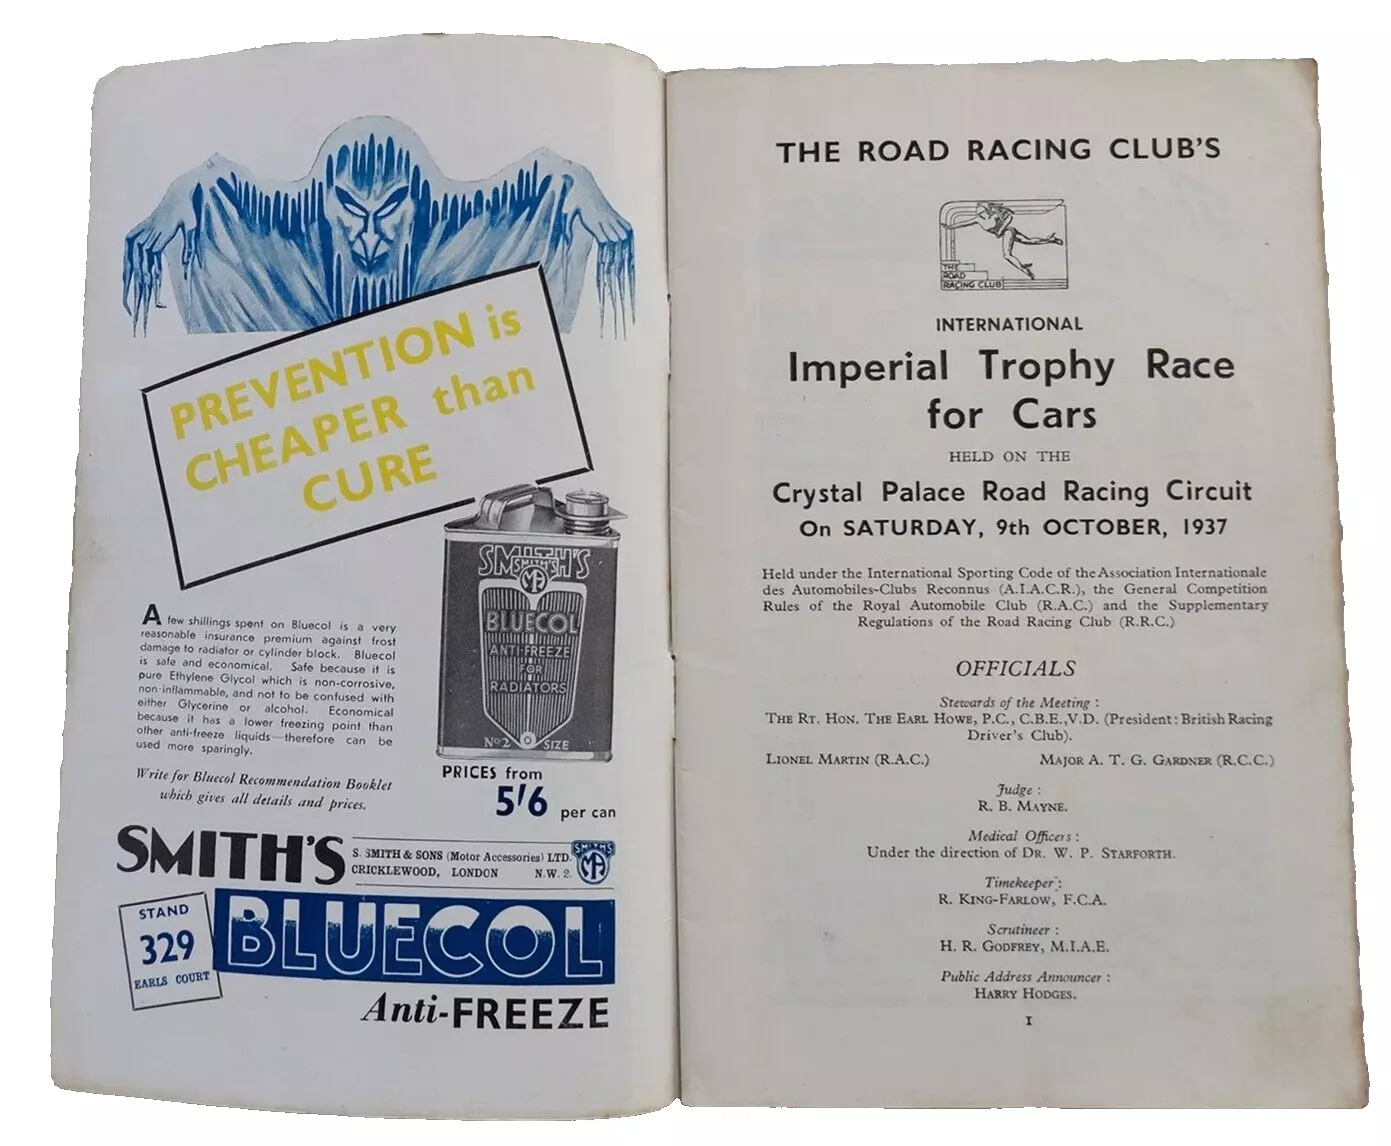 PREVENTION is
CHEAPER than
CURE
SMITH'S
SMITH'S
MA
BLUECOL
ANTI-FREEZE
FOR
RADIATORS
Nº2 SIZE
A few shillings spent on Bluecol is a very
reasonable insurance premium against frost
damage to radiator or cylinder block. Bluecol
is safe and economical. Safe because it is
pure Ethylene Glycol which is non-corrosive,
non-inflammable, and not to be confused with
either Glycerine or alcohol. Economical
because it has a lower freezing point than
other anti-freeze liquids—therefore can be
used more sparingly.
Write for Bluecol Recommendation Booklet
which gives all details and prices.
PRICES from
5'/6 per can
SMITH'S
S. SMITH & SONS (Motor Accessories) LTD.
CRICKLEWOOD, LONDON N.W.2.
SMITHS
MA
STAND
329
EARLS COURT
BLUECOL
Anti-FREEZE
THE ROAD RACING CLUB'S
THE
ROAD
RACING CLUB
INTERNATIONAL
Imperial Trophy Race
for Cars
HELD ON THE
Crystal Palace Road Racing Circuit
On SATURDAY, 9th OCTOBER, 1937
Held under the International Sporting Code of the Association Internationale
des Automobiles-Clubs Reconnus (A.I.A.C.R.), the General Competition
Rules of the Royal Automobile Club (R.A.C.) and the Supplementary
Regulations of the Road Racing Club (R.R.C.)
OFFICIALS
Stewards of the Meeting :
THE RT. HON. THE EARL HOWE, P.C., C.B.E.,V.D. (President: British Racing
Driver's Club).
LIONEL MARTIN (R.A.C.) MAJOR A. T. G. GARDNER (R.C.C.)
Judge :
R. B. MAYNE.
Medical Officers :
Under the direction of DR. W. P. STARFORTH.
Timekeeper :
R. KING-FARLOW, F.C.A.
Scrutineer :
H. R. GODFREY, M.I.A.E.
Public Address Announcer :
HARRY HODGES.
1